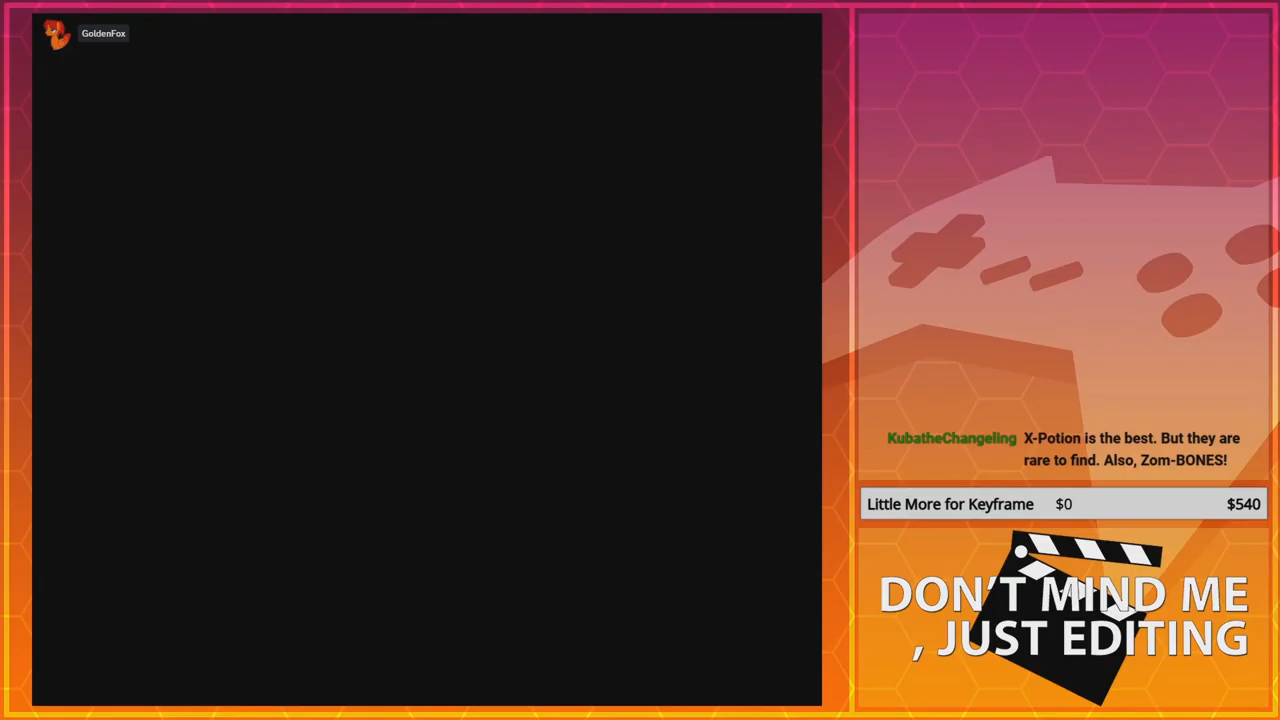 GoldenFox
KubatheChangeling X-Potion is the best. But they are
rare to find. Also, Zom-BONES!
Little More for Keyframe $0 $540
DON'T MIND ME
, JUST EDITING